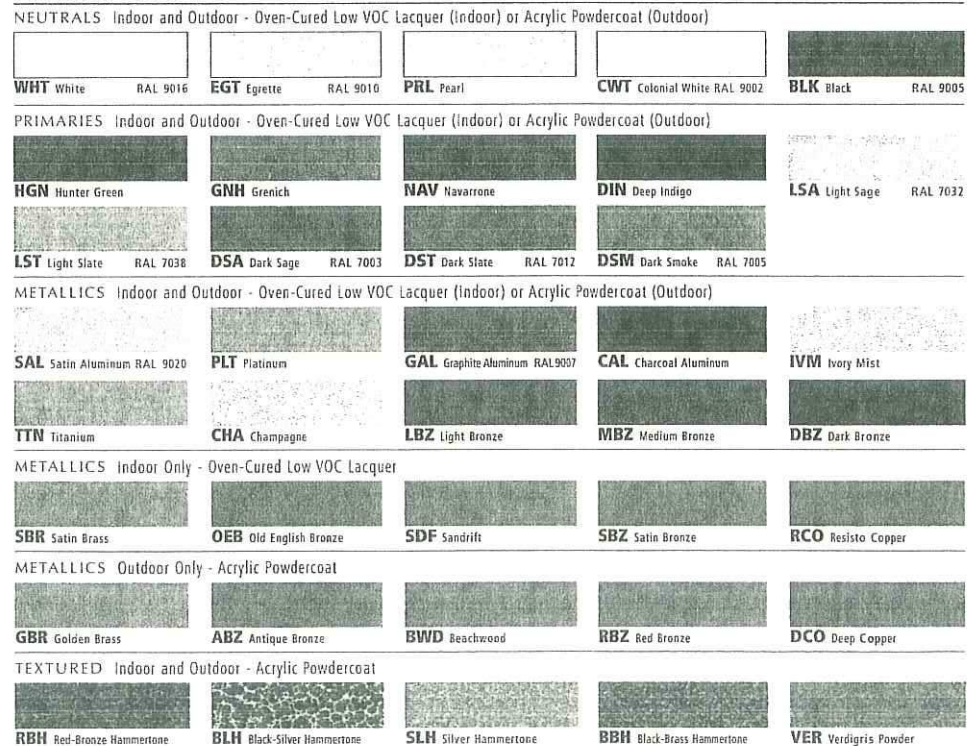 NEUTRALS Indoor and Outdoor - Oven-Cured Low VOC Lacquer (Indoor) or Acrylic Powdercoat (Outdoor)
WHT White RAL 9016 EGT Egrette RAL 9010 PRL Pearl CWT Colonial White RAL 9002 BLK Black RAL 9005
PRIMARIES Indoor and Outdoor - Oven-Cured Low VOC Lacquer (Indoor) or Acrylic Powdercoat (Outdoor)
HGN Hunter Green GNH Grenich NAV Navarrone DIN Deep Indigo LSA Light Sage RAL 7032
LST Light Slate RAL 7038 DSA Dark Sage RAL 7003 DST Dark Slate RAL 7012 DSM Dark Smoke RAL 7005
METALLICS Indoor and Outdoor - Oven-Cured Low VOC Lacquer (Indoor) or Acrylic Powdercoat (Outdoor)
SAL Satin Aluminum RAL 9020 PLT Platinum GAL Graphite Aluminum RAL9007 CAL Charcoal Aluminum IVM Ivory Mist
TTN Titanium CHA Champagne LBZ Light Bronze MBZ Medium Bronze DBZ Dark Bronze
METALLICS Indoor Only - Oven-Cured Low VOC Lacquer
SBR Satin Brass OEB Old English Bronze SDF Sandrift SBZ Satin Bronze RCO Resisto Copper
METALLICS Outdoor Only - Acrylic Powdercoat
GBR Golden Brass ABZ Antique Bronze BWD Beachwood RBZ Red Bronze DCO Deep Copper
TEXTURED Indoor and Outdoor - Acrylic Powdercoat
RBH Red-Bronze Hammertone BLH Black-Silver Hammertone SLH Silver Hammertone BBH Black-Brass Hammertone VER Verdigris Powder